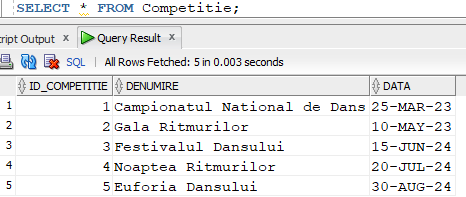 SELECT * FROM Competitie;
cript Output x Query Result x
SQL | All Rows Fetched: 5 in 0.003 seconds
ID_COMPETITIE DENUMIRE DATA
1 1 Campionatul National de Dans 25-MAR-23
2 2 Gala Ritmurilor 10-MAY-23
3 3 Festivalul Dansului 15-JUN-24
4 4 Noaptea Ritmurilor 20-JUL-24
5 5 Euforia Dansului 30-AUG-24